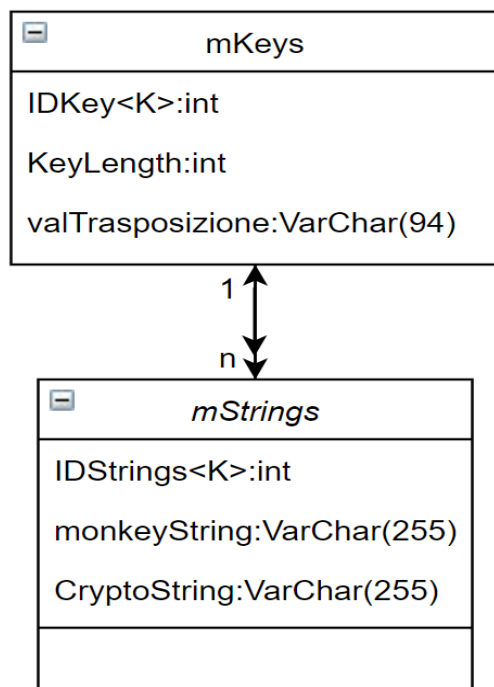 mKeys
IDKey<K>:int
KeyLength:int
valTrasposizione:VarChar(94)
1
n
mStrings
IDStrings<K>:int
monkeyString:VarChar(255)
CryptoString:VarChar(255)